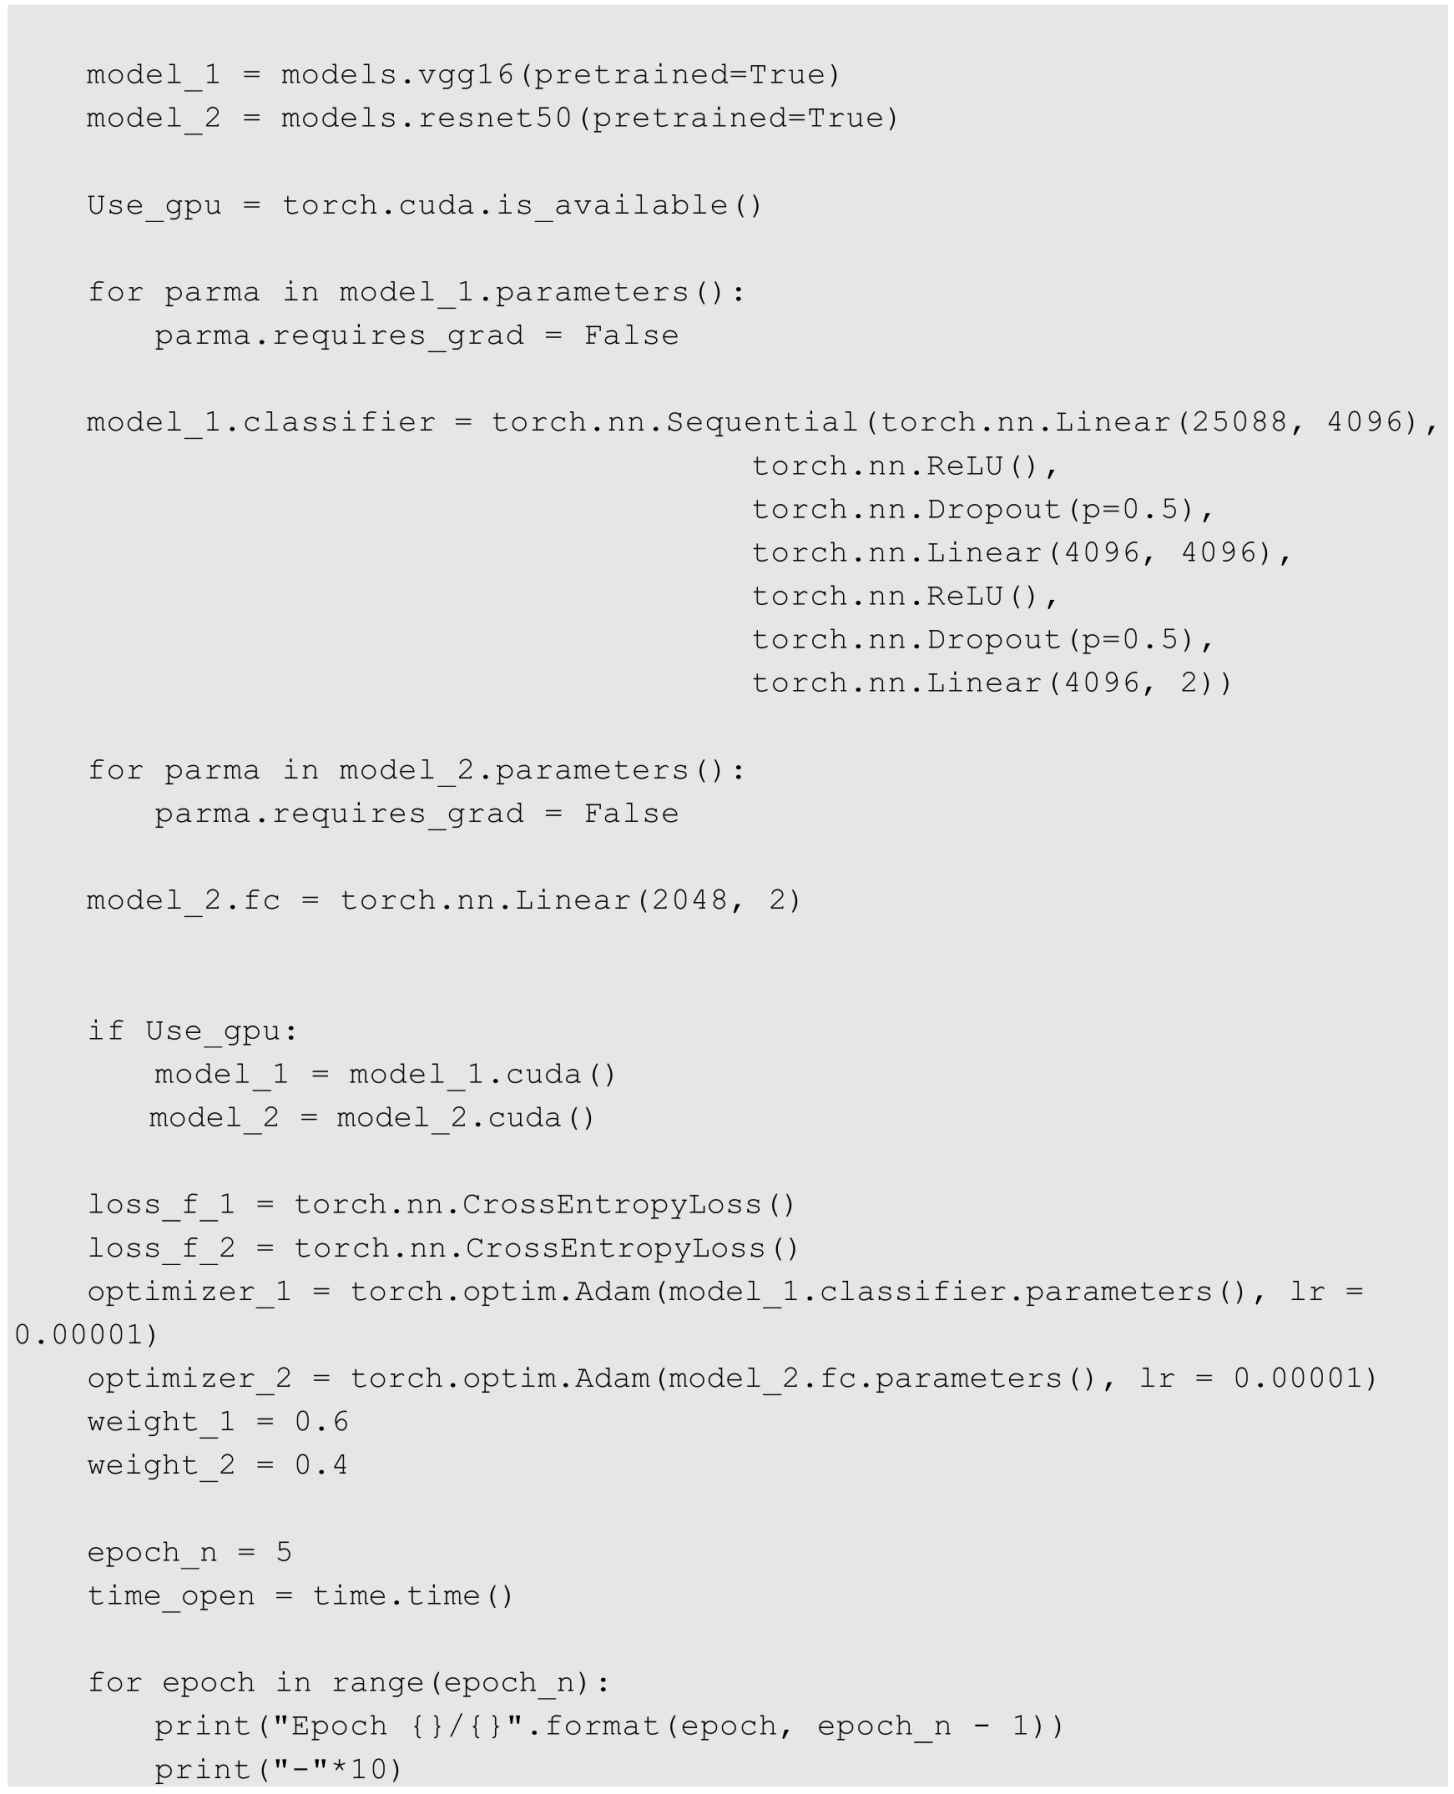 model_1 = models.vgg16(pretrained=True)
model_2 = models.resnet50(pretrained=True)
Use_gpu = torch.cuda.is_available()
for parma in model_1.parameters():
parma.requires_grad = False
model_1.classifier = torch.nn.Sequential(torch.nn.Linear(25088, 4096),
torch.nn.ReLU(),
torch.nn.Dropout(p=0.5),
torch.nn.Linear(4096, 4096),
torch.nn.ReLU(),
torch.nn.Dropout(p=0.5),
torch.nn.Linear(4096, 2))
for parma in model_2.parameters():
parma.requires_grad = False
model_2.fc = torch.nn.Linear(2048, 2)
if Use_gpu:
model_1 = model_1.cuda()
model_2 = model_2.cuda()
loss_f_1 = torch.nn.CrossEntropyLoss()
loss_f_2 = torch.nn.CrossEntropyLoss()
optimizer_1 = torch.optim.Adam(model_1.classifier.parameters(), lr =
0.00001)
optimizer_2 = torch.optim.Adam(model_2.fc.parameters(), lr = 0.00001)
weight_1 = 0.6
weight_2 = 0.4
epoch_n = 5
time_open = time.time()
for epoch in range(epoch_n):
print("Epoch {}/{}".format(epoch, epoch_n - 1))
print("-"*10)